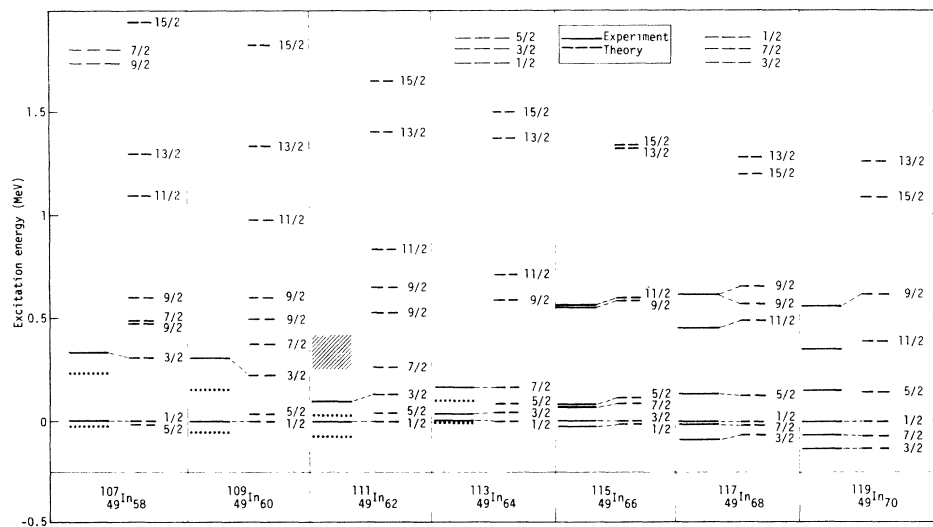 15/2 7/2 9/2 13/2 11/2 9/2 7/2 9/2 3/2 1/2 5/2
15/2 13/2 11/2 9/2 9/2 7/2 3/2 5/2 1/2
15/2 13/2 11/2 9/2 9/2 7/2 3/2 5/2 1/2
5/2 3/2 1/2 15/2 13/2 11/2 9/2 7/2 5/2 3/2 1/2
Experiment
Theory
15/2 13/2 11/2 9/2 5/2 7/2 3/2 1/2
1/2 7/2 3/2 13/2 15/2 9/2 9/2 11/2 5/2 1/2 7/2 3/2
13/2 15/2 9/2 11/2 5/2 1/2 7/2 3/2
Excitation energy (MeV)
1.5
1
0.5
0
-0.5
107 49 In 58
109 49 In 60
111 49 In 62
113 49 In 64
115 49 In 66
117 49 In 68
119 49 In 70